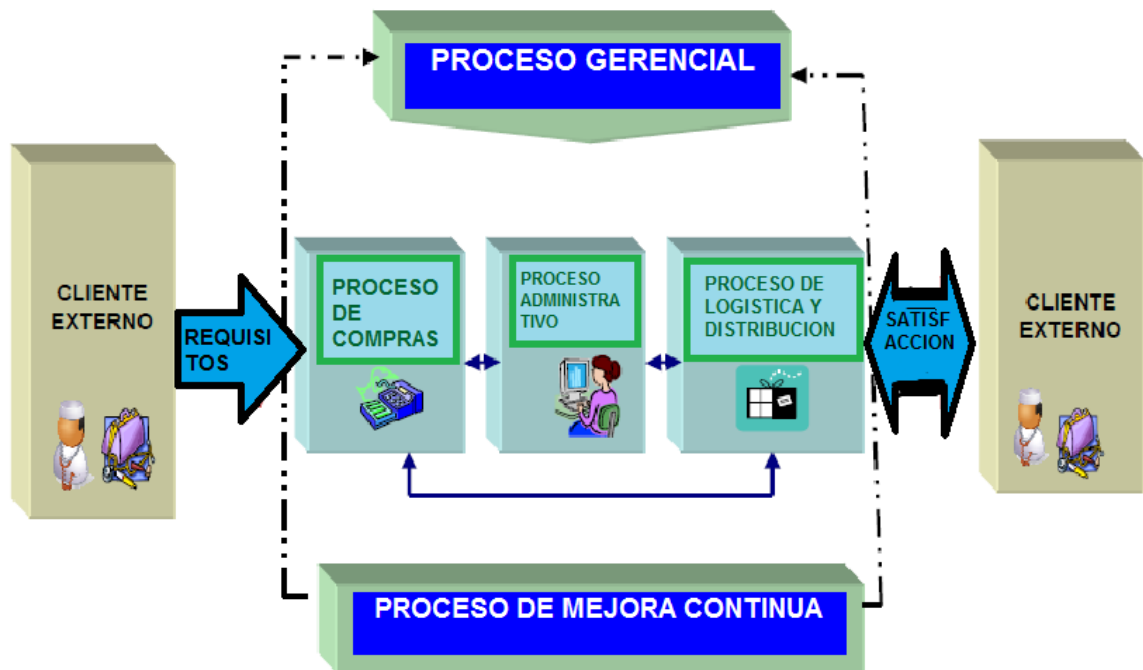 PROCESO GERENCIAL
CLIENTE
EXTERNO
REQUISI
TOS
PROCESO
DE
COMPRAS
PROCESO
ADMINISTRA
TIVO
PROCESO DE
LOGISTICA Y
DISTRIBUCION
SATISF
ACCION
CLIENTE
EXTERNO
PROCESO DE MEJORA CONTINUA